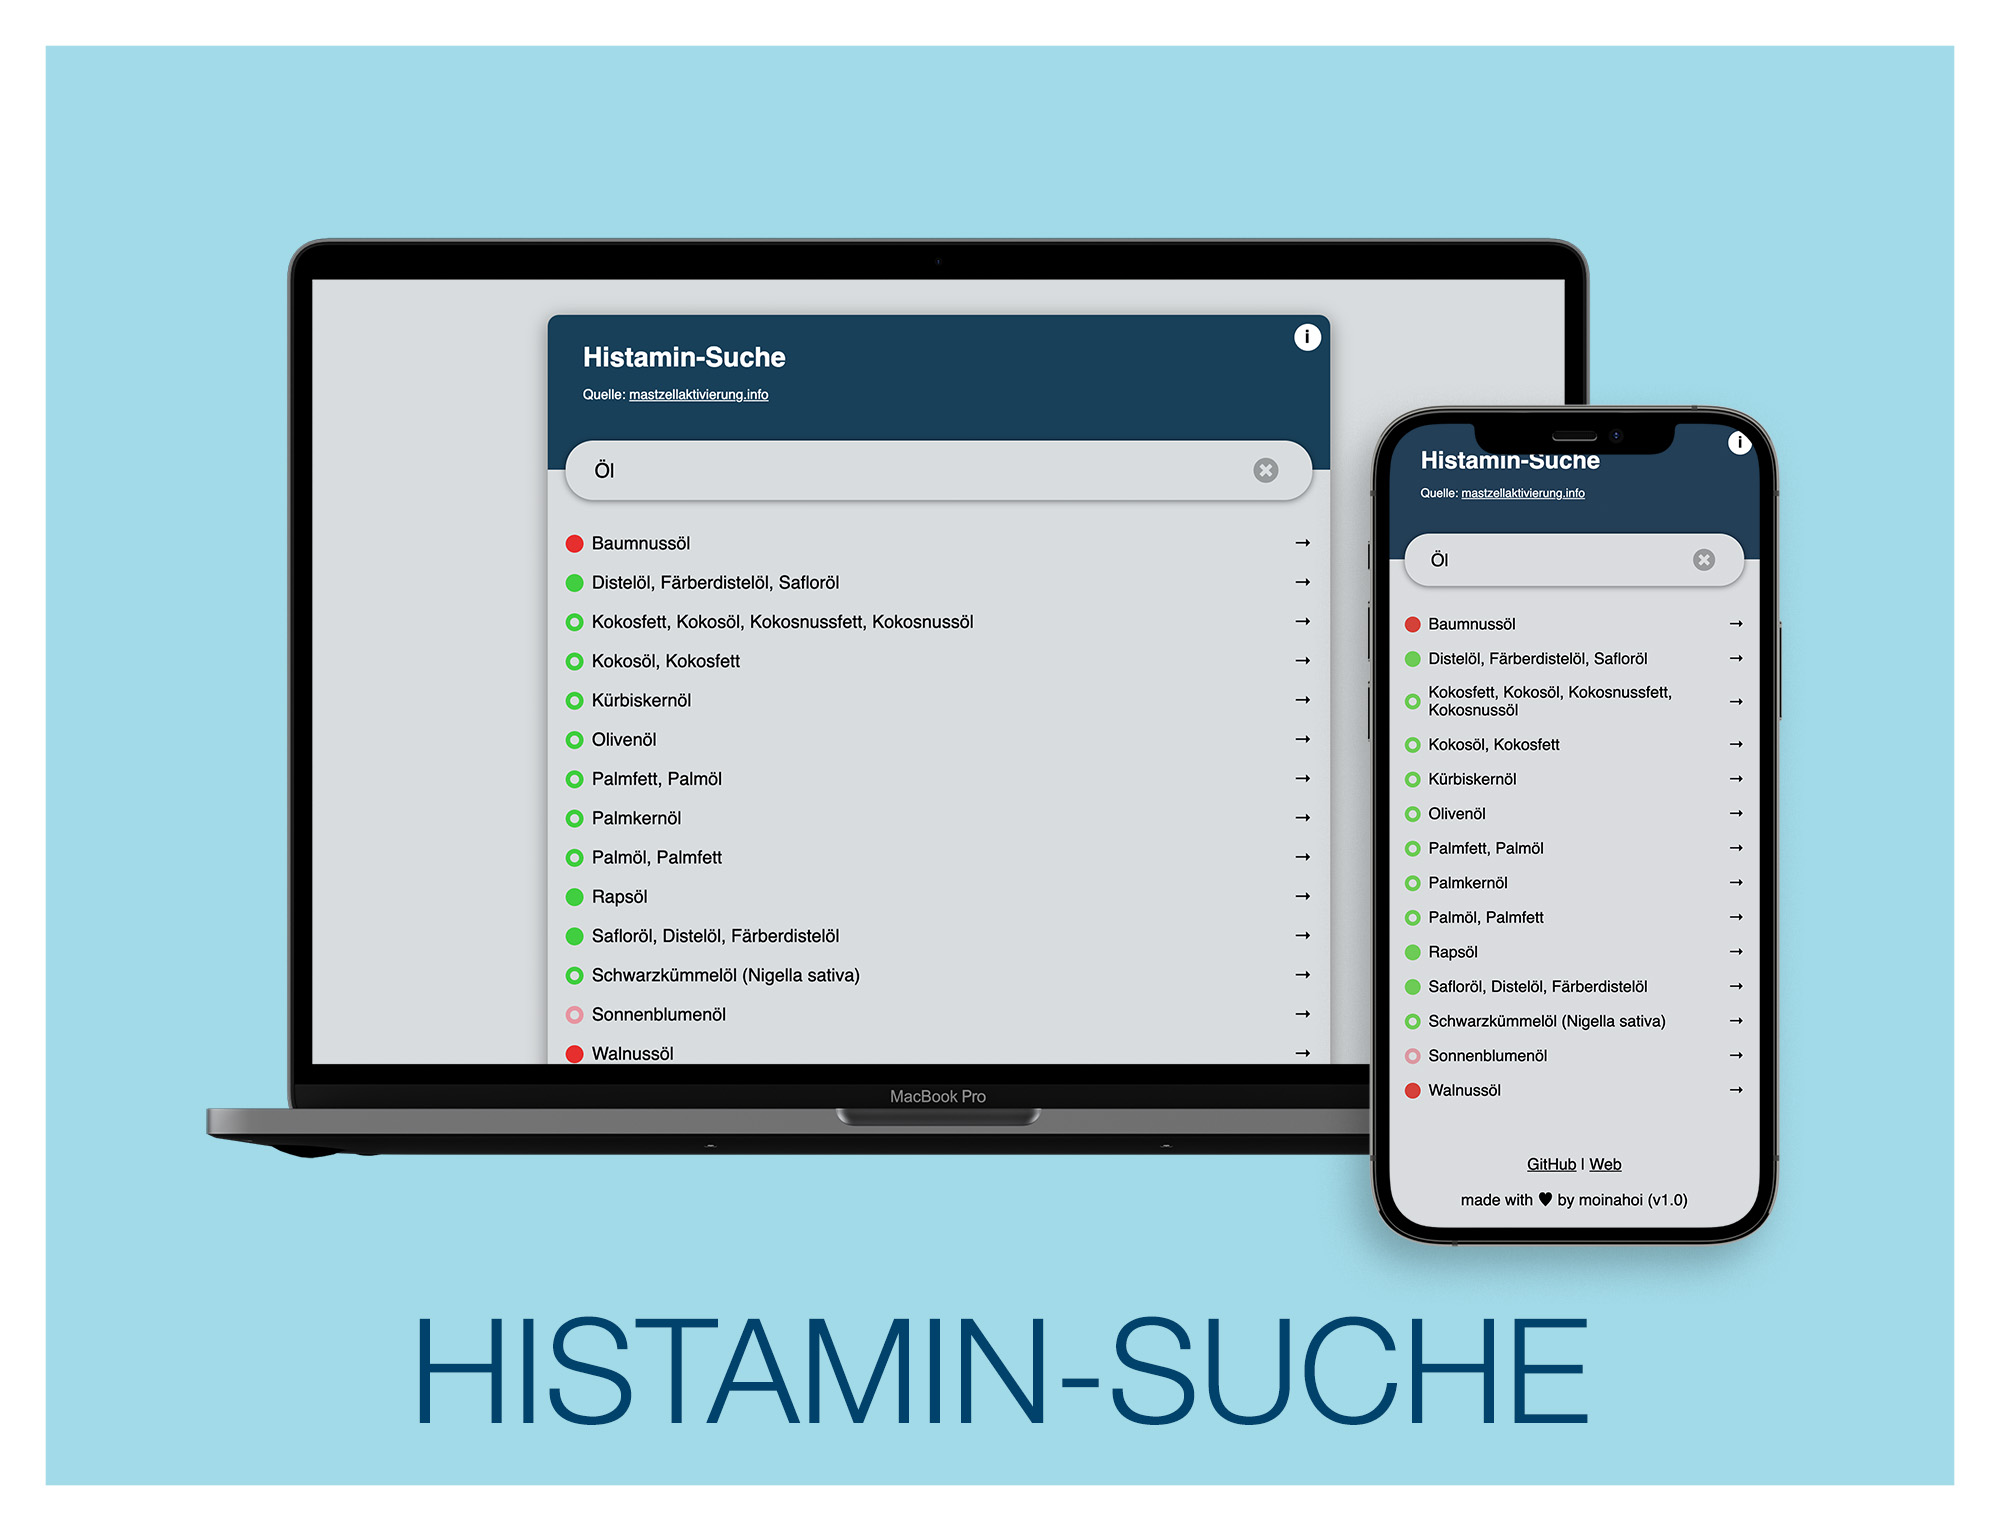 Histamin-Suche
Quelle: mastzellaktivierung.info
i
Öl
Baumnussöl →
Distelöl, Färberdistelöl, Safloröl →
Kokosfett, Kokosöl, Kokosnussfett, Kokosnussöl →
Kokosöl, Kokosfett →
Kürbiskernöl →
Olivenöl →
Palmfett, Palmöl →
Palmkernöl →
Palmöl, Palmfett →
Rapsöl →
Safloröl, Distelöl, Färberdistelöl →
Schwarzkümmelöl (Nigella sativa) →
Sonnenblumenöl →
Walnussöl →
MacBook Pro
i
Histamin-Suche
Quelle: mastzellaktivierung.info
Öl
Baumnussöl →
Distelöl, Färberdistelöl, Safloröl →
Kokosfett, Kokosöl, Kokosnussfett,
Kokosnussöl →
Kokosöl, Kokosfett →
Kürbiskernöl →
Olivenöl →
Palmfett, Palmöl →
Palmkernöl →
Palmöl, Palmfett →
Rapsöl →
Safloröl, Distelöl, Färberdistelöl →
Schwarzkümmelöl (Nigella sativa) →
Sonnenblumenöl →
Walnussöl →
GitHub | Web
made with ♥ by moinahoi (v1.0)
HISTAMIN-SUCHE